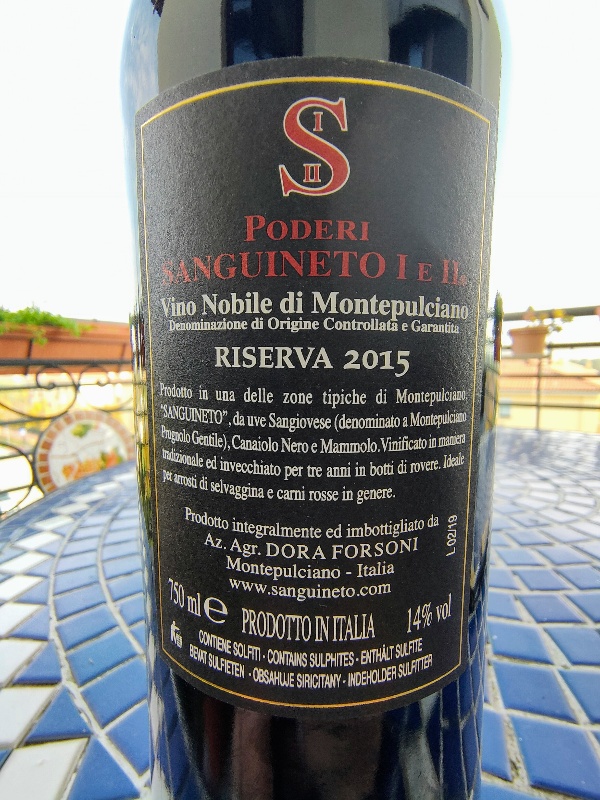 S
I
II
PODERI
SANGUINETO I E II
Vino Nobile di Montepulciano
Denominazione di Origine Controllata e Garantita
RISERVA 2015
Prodotto in una delle zone tipiche di Montepulciano,
"SANGUINETO", da uve Sangiovese (denominato a Montepulciano
Prugnolo Gentile), Canaiolo Nero e Mammolo. Vinificato in maniera
tradizionale ed invecchiato per tre anni in botti di rovere. Ideale
per arrosti di selvaggina e carni rosse in genere.
Prodotto integralmente ed imbottigliato da
Az. Agr. DORA FORSONI
Montepulciano - Italia
www.sanguineto.com
L 02/19
750 ml e PRODOTTO IN ITALIA 14% vol
CONTIENE SOLFITI - CONTAINS SULPHITES - ENTHÄLT SULFITE
BEVAT SULFIETEN - OBSAHUJE SIRICITANY - INDEHOLDER SULFITTER